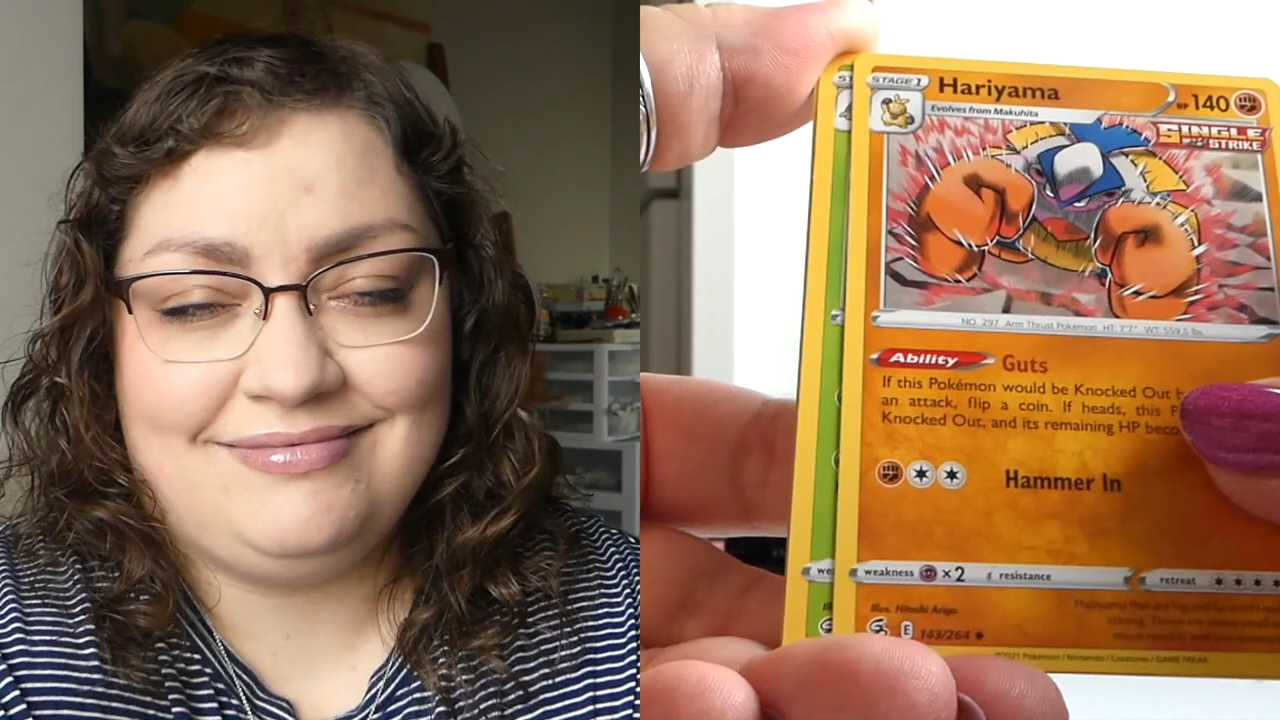 STAGE 1
Hariyama
HP 140
Evolves from Makuhita
SINGLE
STRIKE
NO. 297 Arm Thrust Pokémon HT: 7'7" WT: 559.5 lbs.
Ability Guts
If this Pokémon would be Knocked Out
an attack, flip a coin. If heads, this
Knocked Out, and its remaining HP
Hammer In
weakness ×2 resistance retreat
Illus. Hitoshi Ariga
E 143/264
©2021 Pokémon / Nintendo / Creatures / GAME FREAK